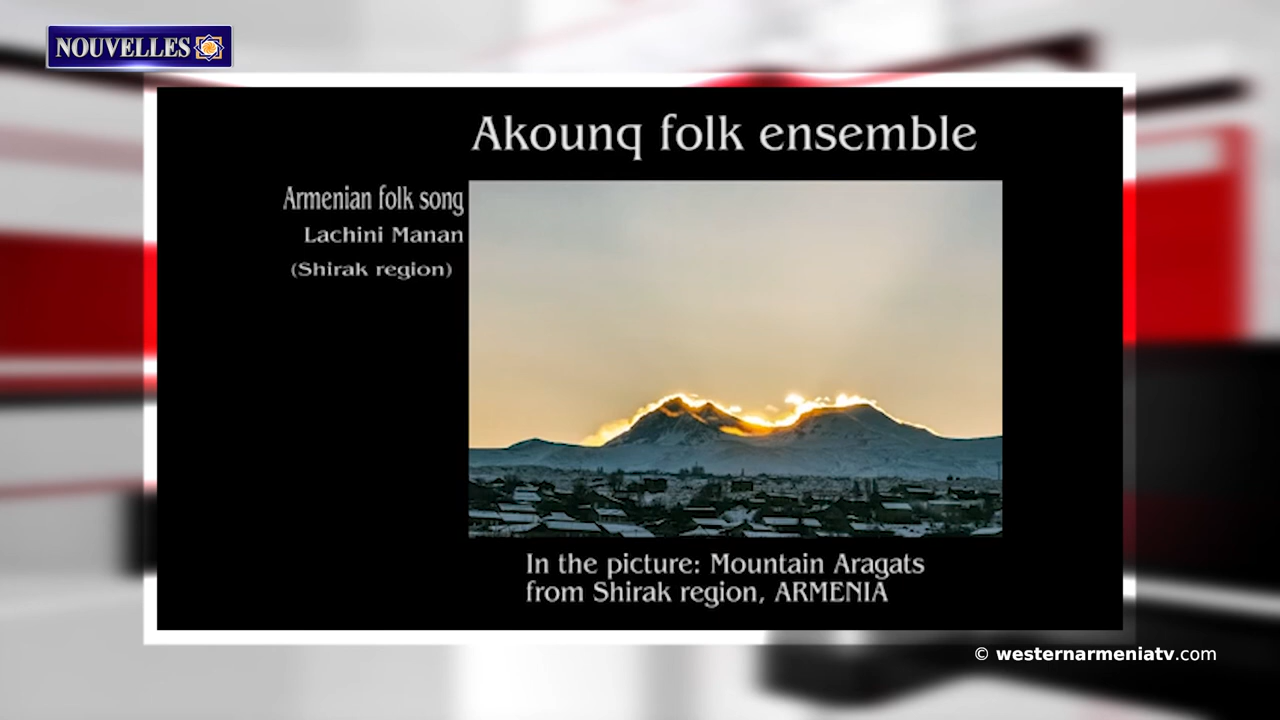 NOUVELLES
Akounq folk ensemble
Armenian folk song
Lachini Manan
(Shirak region)
In the picture: Mountain Aragats
from Shirak region, ARMENIA
© westernarmeniatv.com